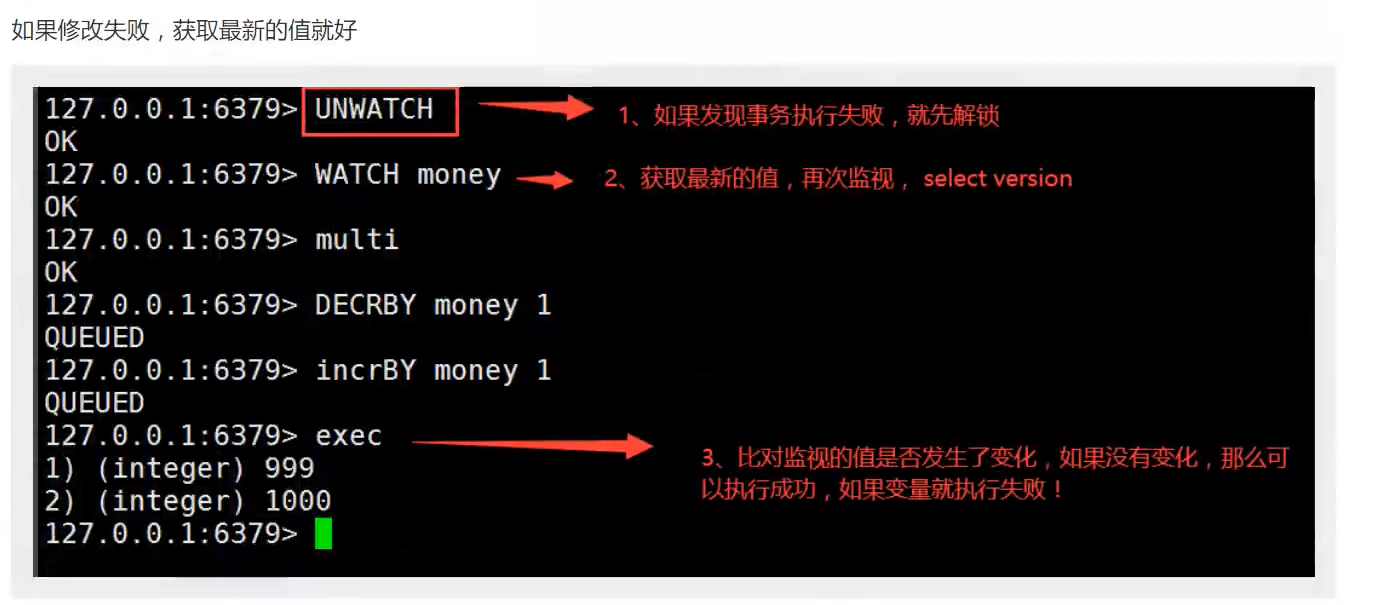 如果修改失败，获取最新的值就好
127.0.0.1:6379> UNWATCH
1、如果发现事务执行失败，就先解锁
OK
127.0.0.1:6379> WATCH money
2、获取最新的值，再次监视， select version
OK
127.0.0.1:6379> multi
OK
127.0.0.1:6379> DECRBY money 1
QUEUED
127.0.0.1:6379> incrBY money 1
QUEUED
127.0.0.1:6379> exec
3、比对监视的值是否发生了变化，如果没有变化，那么可
以执行成功，如果变量就执行失败！
1) (integer) 999
2) (integer) 1000
127.0.0.1:6379>